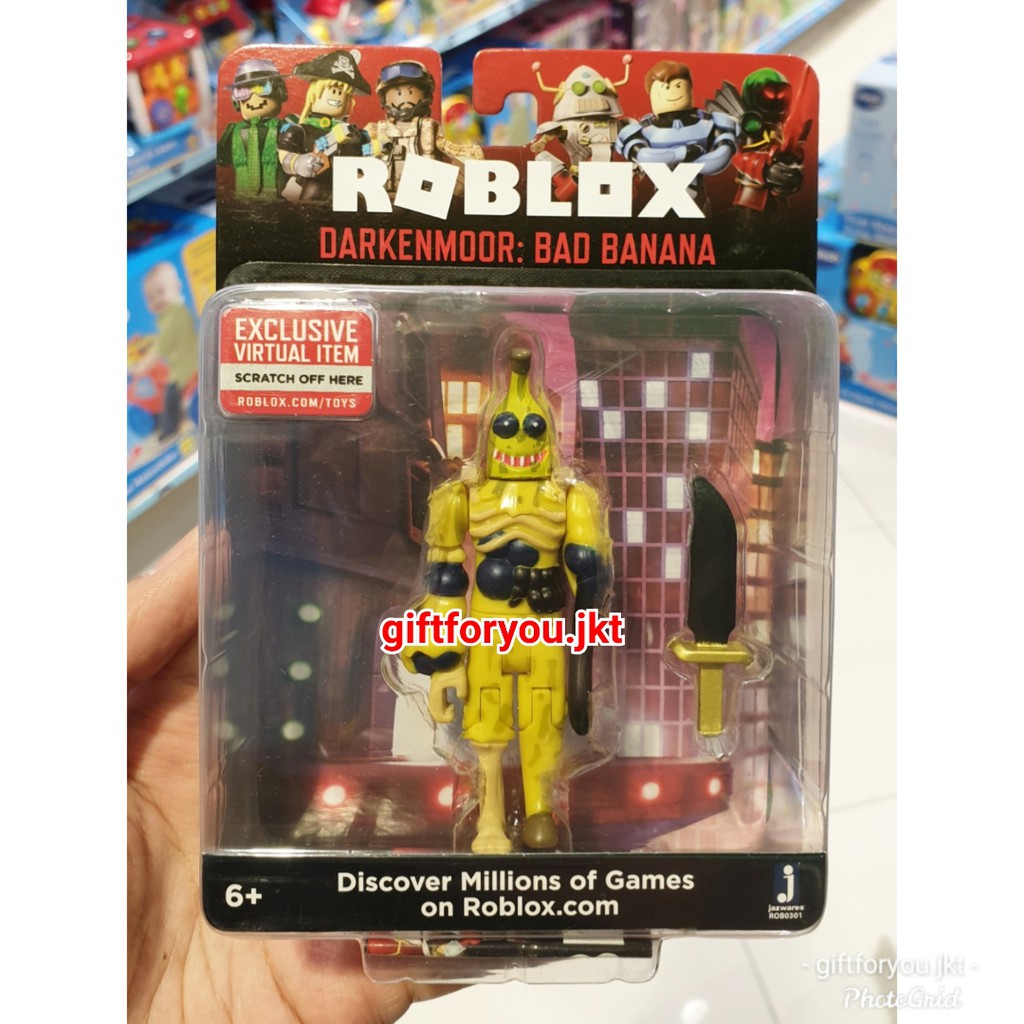 ROBLOX
DARKENMOOR: BAD BANANA
EXCLUSIVE
VIRTUAL ITEM
SCRATCH OFF HERE
ROBLOX.COM/TOYS
giftforyou.jkt
6+
Discover Millions of Games
on Roblox.com
j
jazwares
ROB0301
- giftforyou.jkt -
PhotoGrid